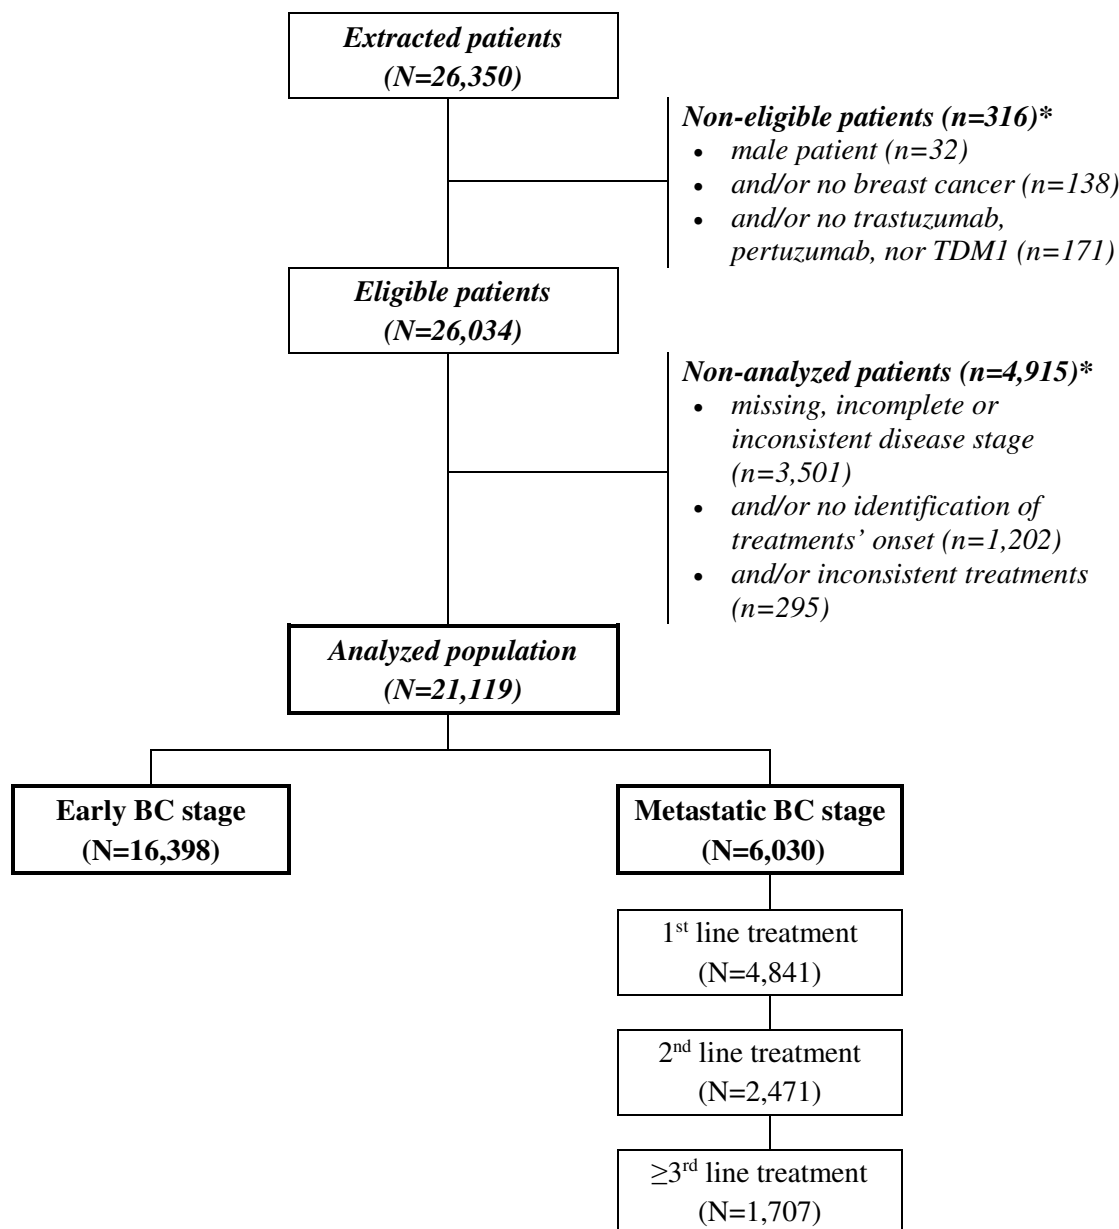 Extracted patients
(N=26,350)
Non-eligible patients (n=316)*
• male patient (n=32)
• and/or no breast cancer (n=138)
• and/or no trastuzumab,
pertuzumab, nor TDM1 (n=171)
Eligible patients
(N=26,034)
Non-analyzed patients (n=4,915)*
• missing, incomplete or
inconsistent disease stage
(n=3,501)
• and/or no identification of
treatments’ onset (n=1,202)
• and/or inconsistent treatments
(n=295)
Analyzed population
(N=21,119)
Early BC stage
(N=16,398)
Metastatic BC stage
(N=6,030)
1st line treatment
(N=4,841)
2nd line treatment
(N=2,471)
≥3rd line treatment
(N=1,707)